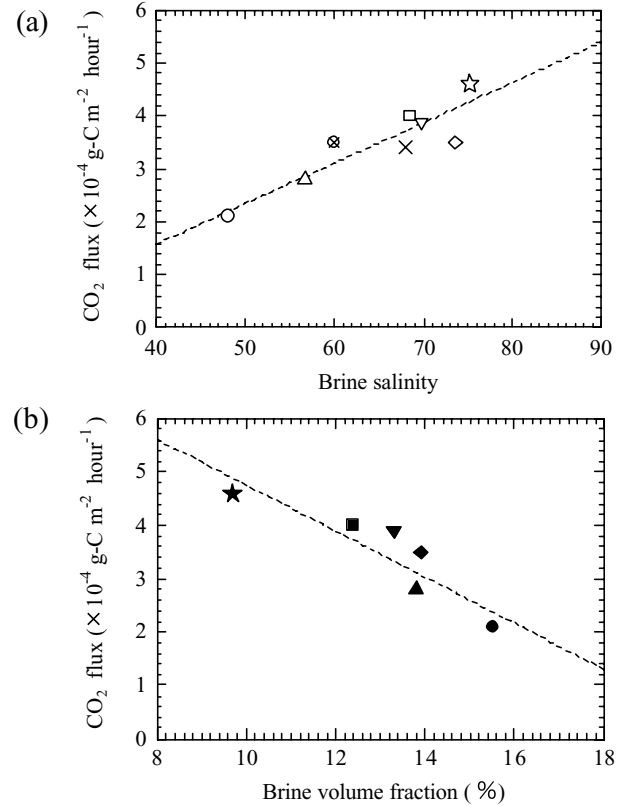 (a)
CO₂ flux (×10⁻⁴ g-C m⁻² hour⁻¹)
6
5
4
3
2
1
0
40 50 60 70 80 90
Brine salinity
(b)
CO₂ flux (×10⁻⁴ g-C m⁻² hour⁻¹)
6
5
4
3
2
1
0
8 10 12 14 16 18
Brine volume fraction ( %)